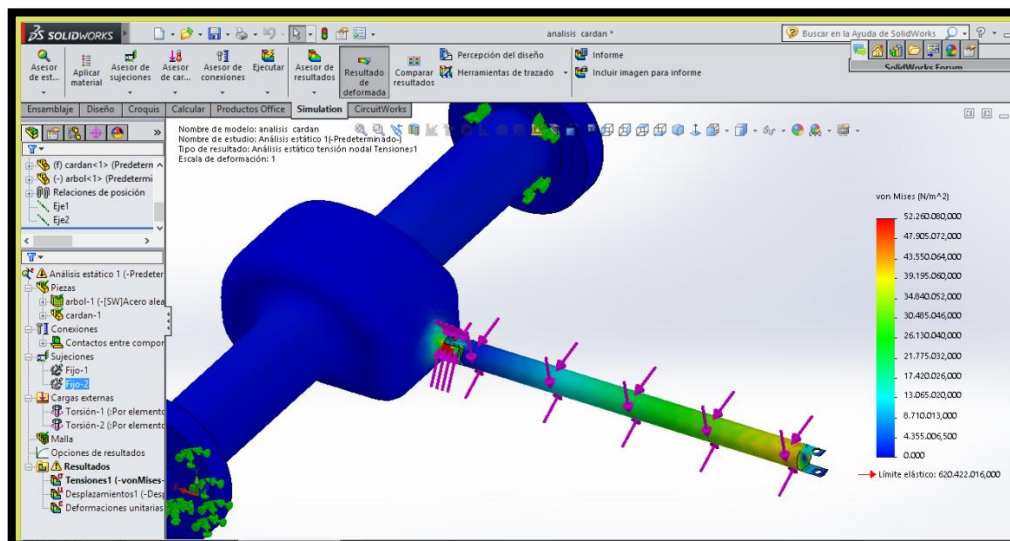 SOLIDWORKS
analisis cardan *
Buscar en la Ayuda de SolidWorks
SolidWorks Forum
Asesor de est...
Aplicar material
Asesor de sujeciones
Asesor de car...
Asesor de conexiones
Ejecutar
Asesor de resultados
Resultado de deformada
Comparar resultados
Percepción del diseño
Herramientas de trazado
Informe
Incluir imagen para informe
Ensamblaje Diseño Croquis Calcular Productos Office Simulation CircuitWorks
Nombre de modelo: analisis cardan
Nombre de estudio: Análisis estático 1(-Predeterminado-)
Tipo de resultado: Análisis estático tensión nodal Tensiones1
Escala de deformación: 1
(f) cardan<1> (Predetern
(-) arbol<1> (Predetermi
Relaciones de posición
Eje1
Eje2
Análisis estático 1 (-Predeter
Piezas
arbol-1 (-[SW]Acero alea
cardan-1
Conexiones
Contactos entre compor
Sujeciones
Fijo-1
Fijo-2
Cargas externas
Torsión-1 (:Por elemento
Torsión-2 (:Por elemento
Malla
Opciones de resultados
Resultados
Tensiones1 (-vonMises-
Desplazamientos1 (-Desp
Deformaciones unitarias
von Mises (N/m^2)
52.260.080,000
47.905.072,000
43.550.064,000
39.195.060,000
34.840.052,000
30.485.046,000
26.130.040,000
21.775.032,000
17.420.026,000
13.065.020,000
8.710.013,000
4.355.006,500
0.000
Límite elástico: 620.422.016,000